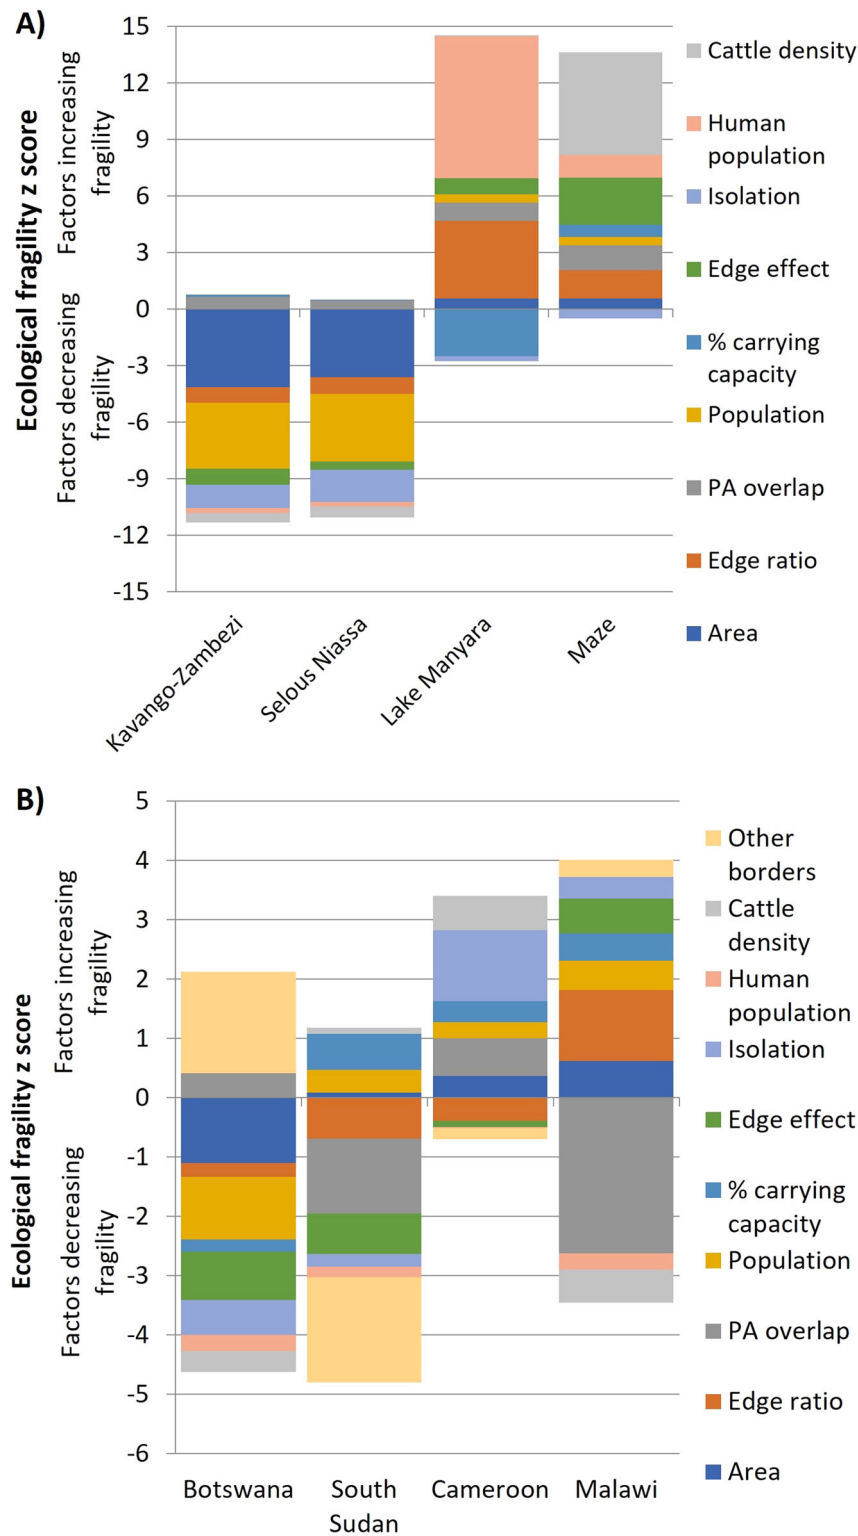 A)
Ecological fragility z score
Factors increasing
fragility
Factors decreasing
fragility
15
12
9
6
3
0
-3
-6
-9
-12
-15
Kavango-Zambezi
Selous Niassa
Lake Manyara
Maze
Cattle density
Human
population
Isolation
Edge effect
% carrying
capacity
Population
PA overlap
Edge ratio
Area
B)
Ecological fragility z score
Factors increasing
fragility
Factors decreasing
fragility
5
4
3
2
1
0
-1
-2
-3
-4
-5
-6
Botswana
South
Sudan
Cameroon
Malawi
Other
borders
Cattle
density
Human
population
Isolation
Edge effect
% carrying
capacity
Population
PA overlap
Edge ratio
Area